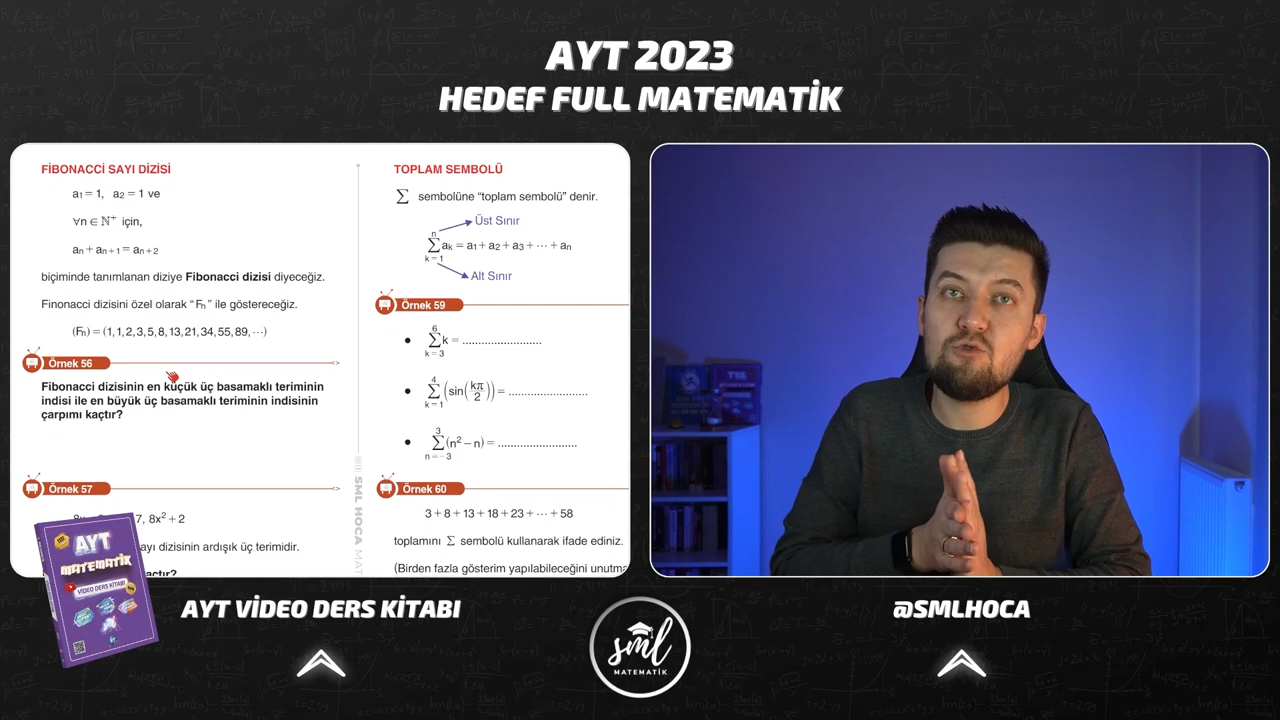 AYT 2023
HEDEF FULL MATEMATİK
FİBONACCİ SAYI DİZİSİ
a₁ = 1, a₂ = 1 ve
∀n ∈ ℕ⁺ için,
aₙ + aₙ₊₁ = aₙ₊₂
biçiminde tanımlanan diziye Fibonacci dizisi diyeceğiz.
Finonacci dizisini özel olarak "Fₙ" ile göstereceğiz.
(Fₙ) = (1, 1, 2, 3, 5, 8, 13, 21, 34, 55, 89, ⋯)
Örnek 56
Fibonacci dizisinin en küçük üç basamaklı teriminin
indisi ile en büyük üç basamaklı teriminin indisinin
çarpımı kaçtır?
Örnek 57
7, 8x² + 2
ayı dizisinin ardışık üç terimidir.
SML HOCA MAT
TOPLAM SEMBOLÜ
∑ sembolüne "toplam sembolü" denir.
Üst Sınır
n
∑ aₖ = a₁ + a₂ + a₃ + ⋯ + aₙ
k = 1
Alt Sınır
Örnek 59
6
• ∑ k = ........................
k = 3
4
• ∑ (sin(kπ/2)) = ........................
k = 1
3
• ∑ (n² − n) = ........................
n = −3
Örnek 60
3 + 8 + 13 + 18 + 23 + ⋯ + 58
toplamını ∑ sembolü kullanarak ifade ediniz.
(Birden fazla gösterim yapılabileceğini unutma
AYT
MATEMATİK
VİDEO DERS KİTABI
AYT VİDEO DERS KİTABI
sml
MATEMATİK
@SMLHOCA